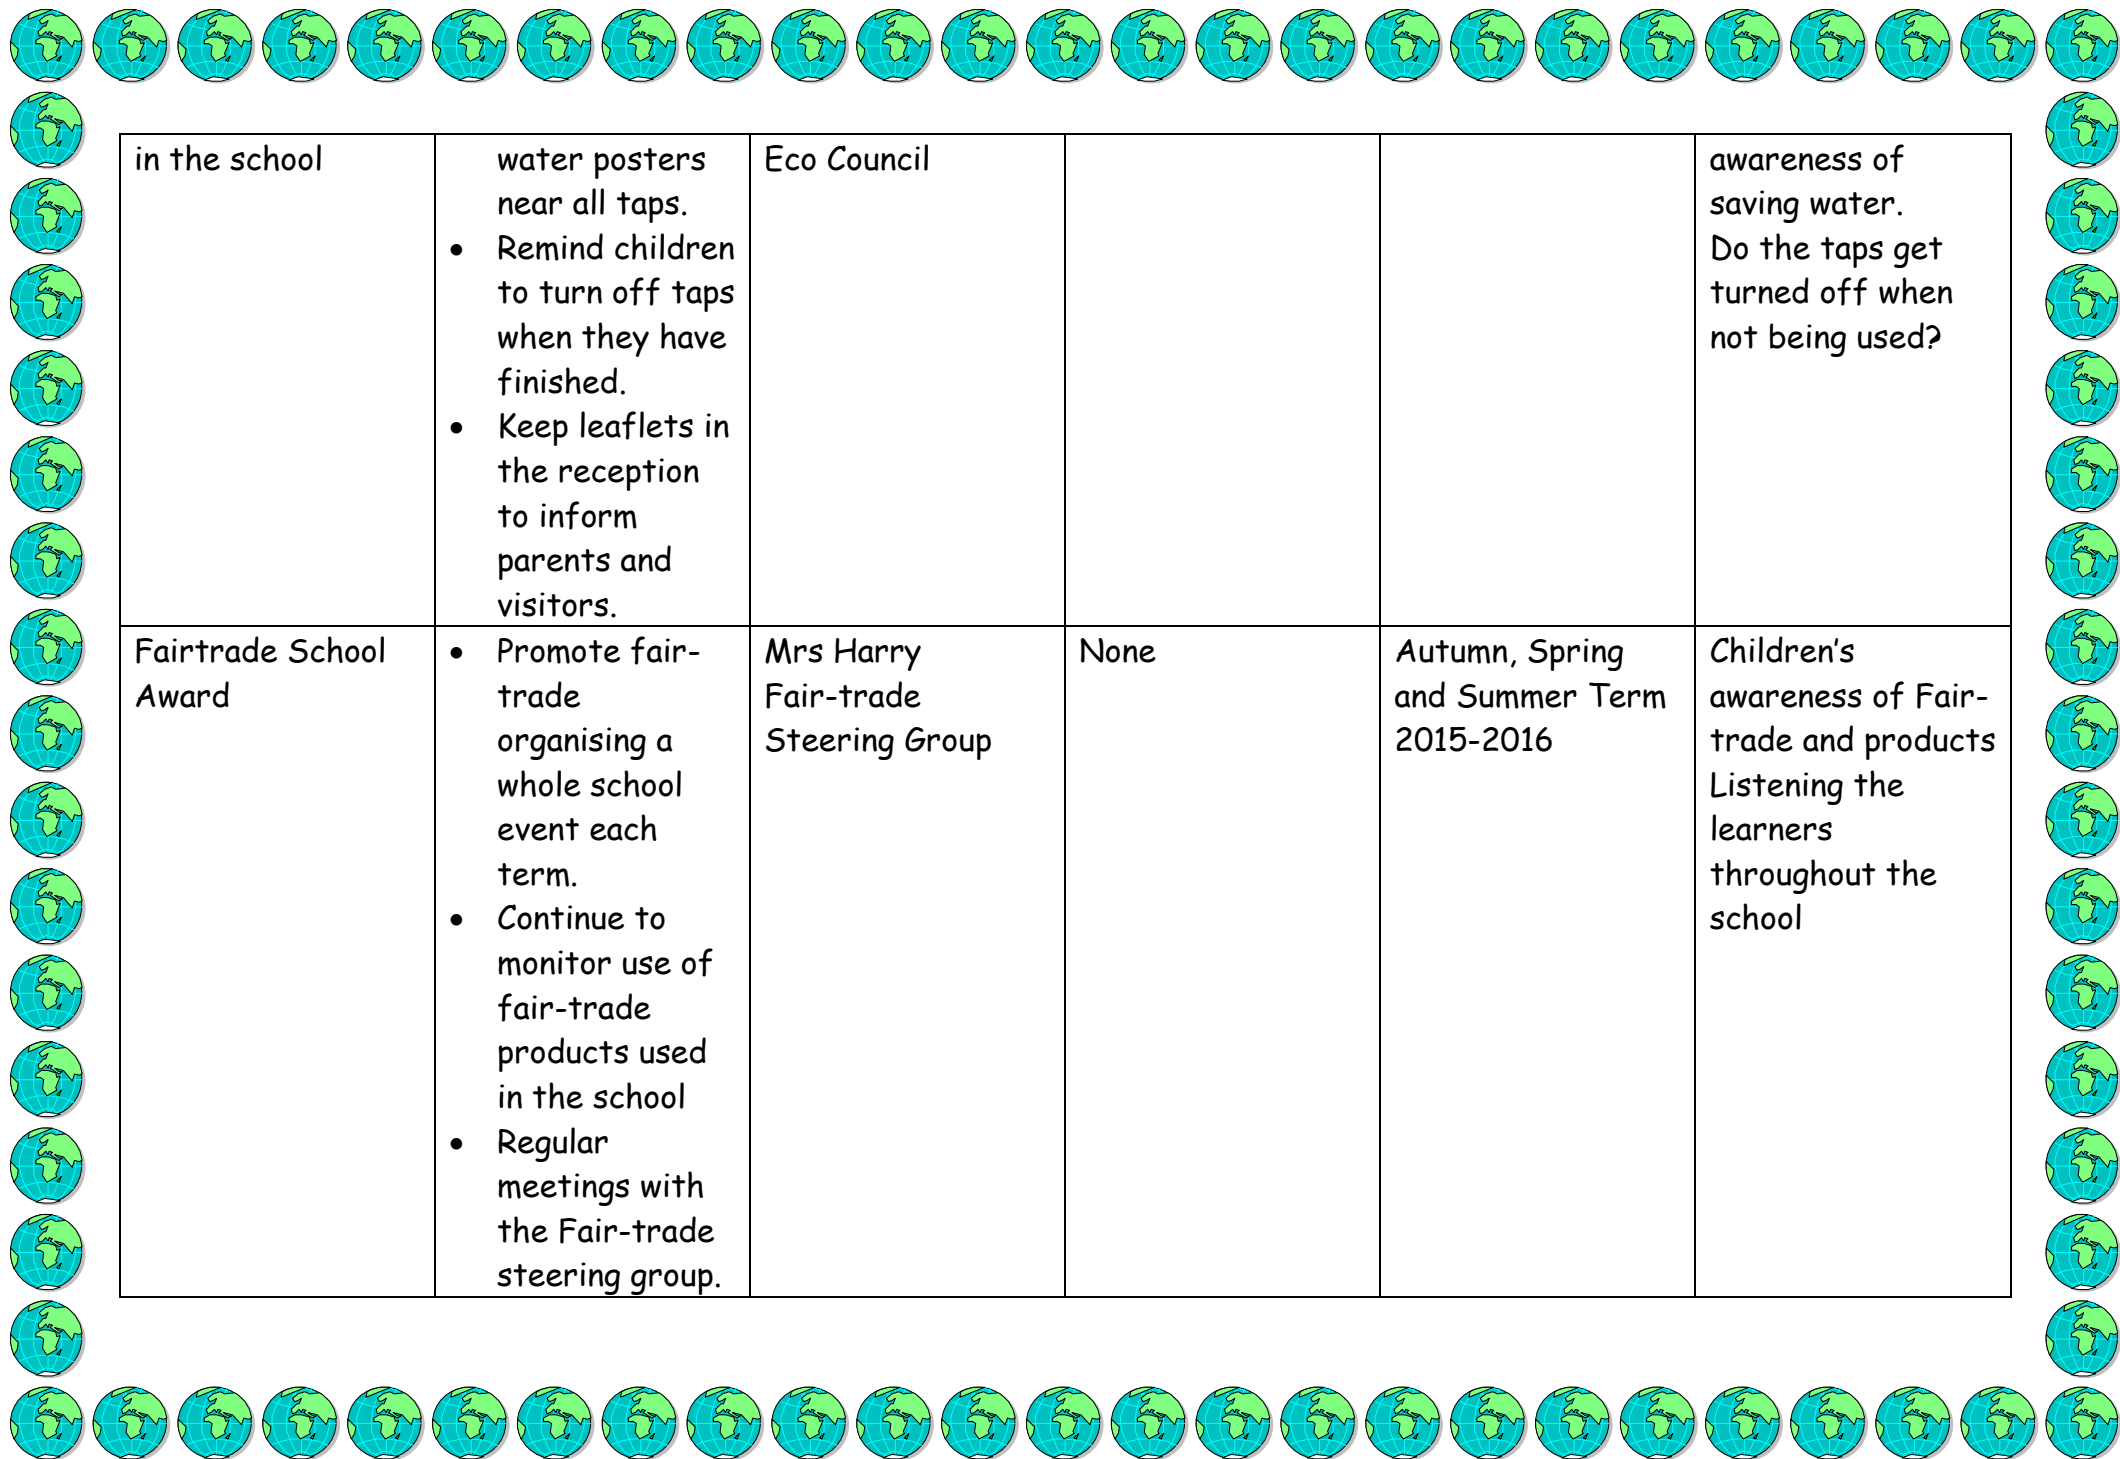 in the school
water posters
near all taps.
• Remind children
to turn off taps
when they have
finished.
• Keep leaflets in
the reception
to inform
parents and
visitors.
Eco Council
awareness of
saving water.
Do the taps get
turned off when
not being used?
Fairtrade School
Award
• Promote fair-
trade
organising a
whole school
event each
term.
• Continue to
monitor use of
fair-trade
products used
in the school
• Regular
meetings with
the Fair-trade
steering group.
Mrs Harry
Fair-trade
Steering Group
None
Autumn, Spring
and Summer Term
2015-2016
Children’s
awareness of Fair-
trade and products
Listening the
learners
throughout the
school